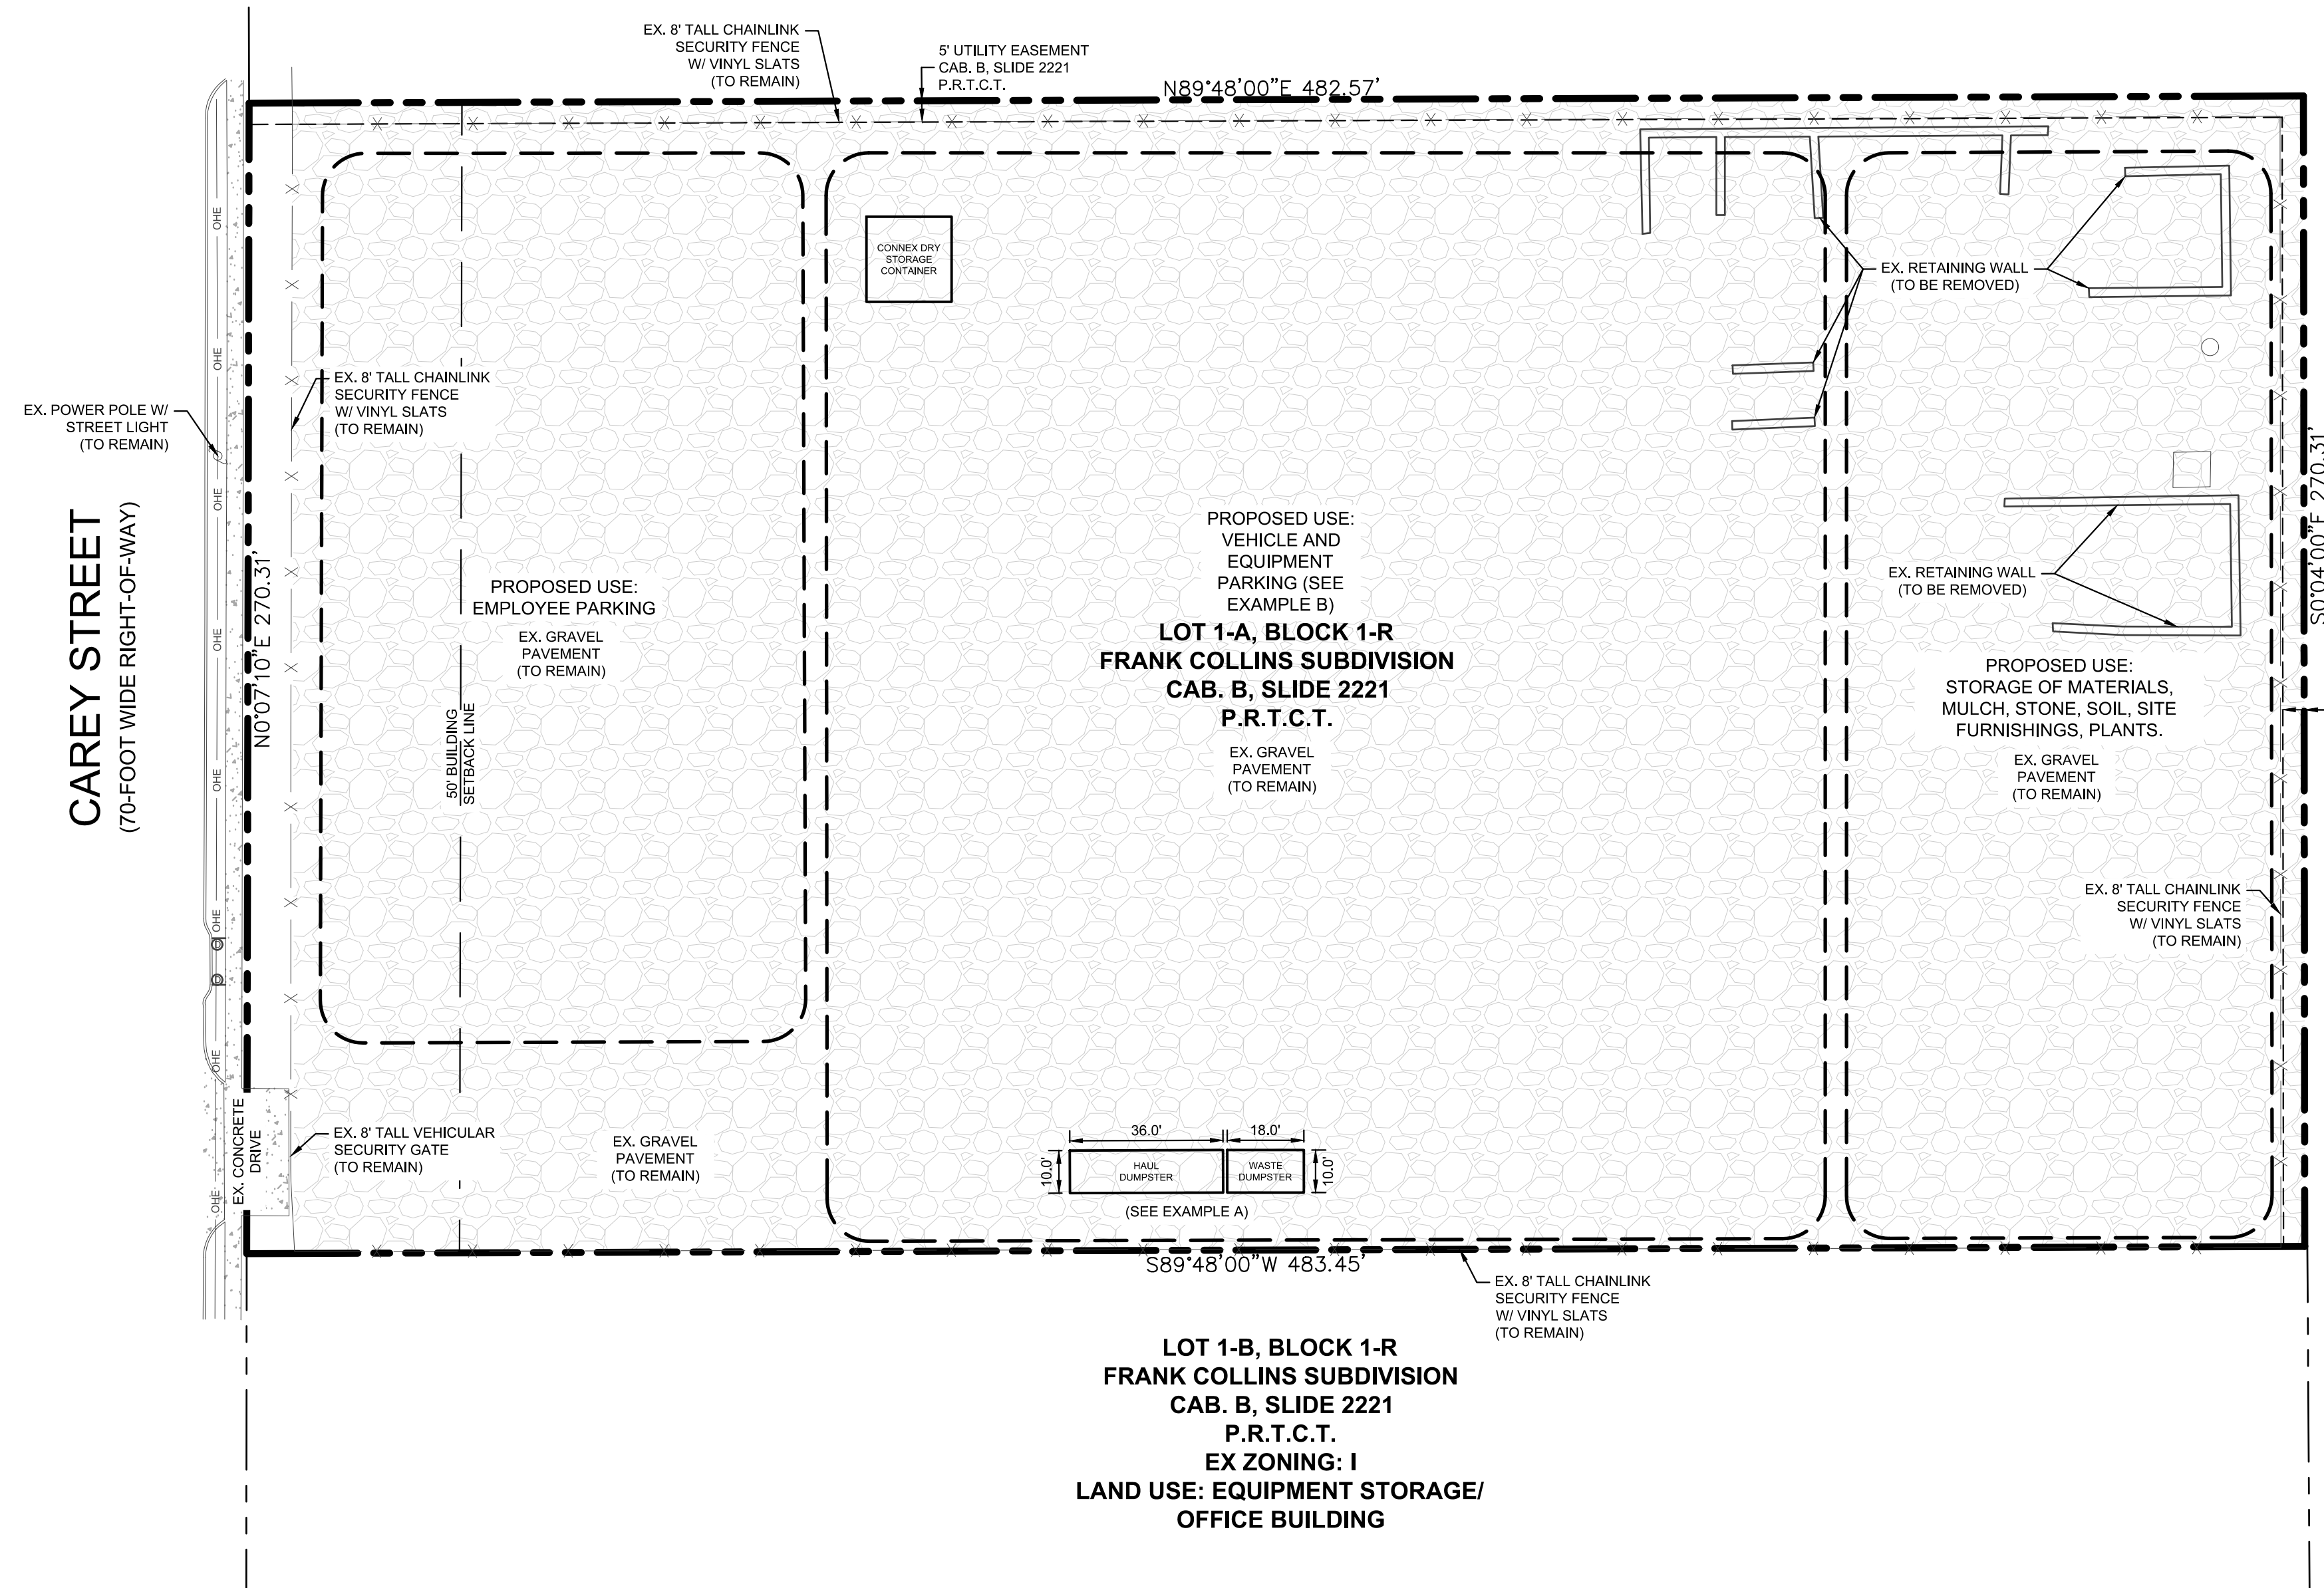 EX. 8' TALL CHAINLINK
SECURITY FENCE
W/ VINYL SLATS
(TO REMAIN)
5' UTILITY EASEMENT
CAB. B, SLIDE 2221
P.R.T.C.T.
N89°48'00"E 482.57'
CONNEX DRY
STORAGE
CONTAINER
EX. RETAINING WALL
(TO BE REMOVED)
OHE
OHE
OHE
OHE
OHE
OHE
OHE
OHE
EX. 8' TALL CHAINLINK
SECURITY FENCE
W/ VINYL SLATS
(TO REMAIN)
EX. POWER POLE W/
STREET LIGHT
(TO REMAIN)
CAREY STREET
(70-FOOT WIDE RIGHT-OF-WAY)
N0°07'10"E 270.31'
S0°04'00"E 270.31'
PROPOSED USE:
EMPLOYEE PARKING
EX. GRAVEL
PAVEMENT
(TO REMAIN)
50' BUILDING
SETBACK LINE
PROPOSED USE:
VEHICLE AND
EQUIPMENT
PARKING (SEE
EXAMPLE B)
LOT 1-A, BLOCK 1-R
FRANK COLLINS SUBDIVISION
CAB. B, SLIDE 2221
P.R.T.C.T.
EX. GRAVEL
PAVEMENT
(TO REMAIN)
EX. RETAINING WALL
(TO BE REMOVED)
PROPOSED USE:
STORAGE OF MATERIALS,
MULCH, STONE, SOIL, SITE
FURNISHINGS, PLANTS.
EX. GRAVEL
PAVEMENT
(TO REMAIN)
EX. 8' TALL CHAINLINK
SECURITY FENCE
W/ VINYL SLATS
(TO REMAIN)
EX. CONCRETE
DRIVE
EX. 8' TALL VEHICULAR
SECURITY GATE
(TO REMAIN)
EX. GRAVEL
PAVEMENT
(TO REMAIN)
36.0'
18.0'
10.0'
HAUL
DUMPSTER
WASTE
DUMPSTER
10.0'
(SEE EXAMPLE A)
S89°48'00"W 483.45'
EX. 8' TALL CHAINLINK
SECURITY FENCE
W/ VINYL SLATS
(TO REMAIN)
LOT 1-B, BLOCK 1-R
FRANK COLLINS SUBDIVISION
CAB. B, SLIDE 2221
P.R.T.C.T.
EX ZONING: I
LAND USE: EQUIPMENT STORAGE/
OFFICE BUILDING